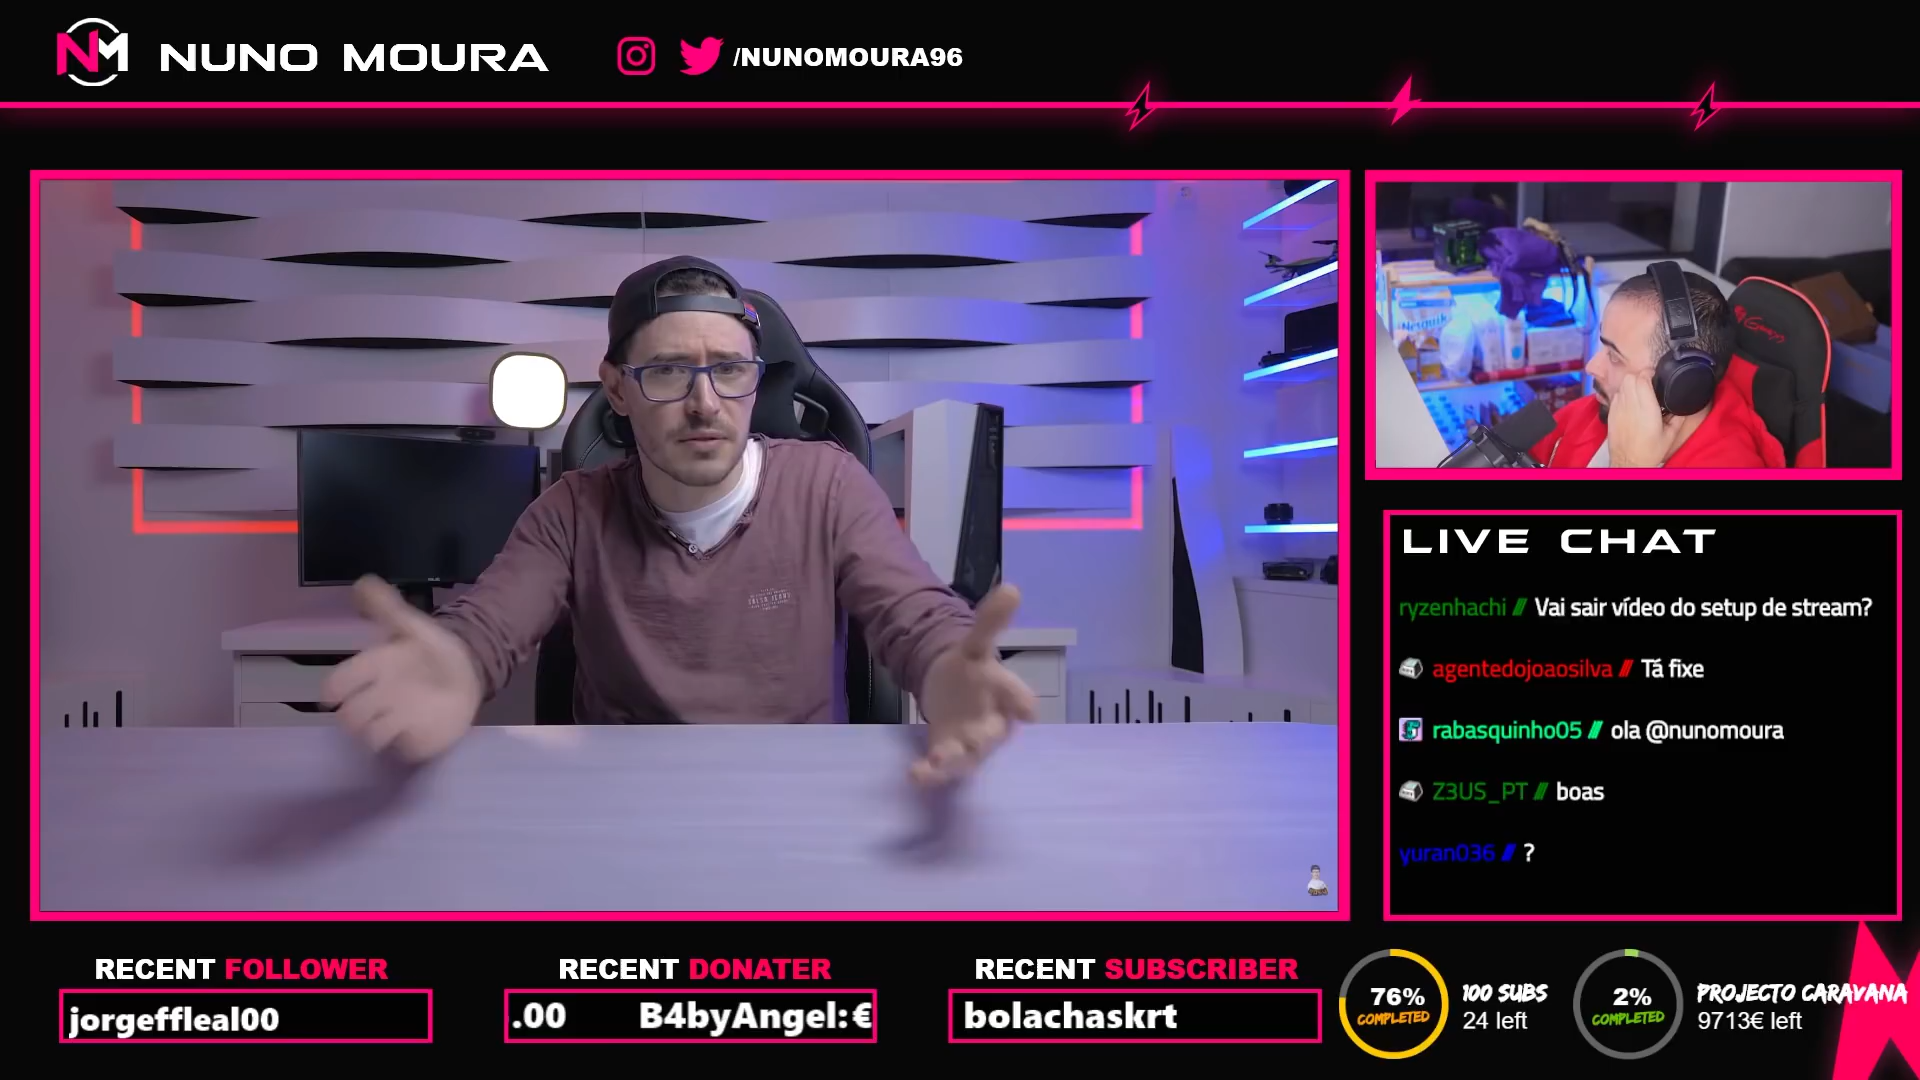 NM NUNO MOURA /NUNOMOURA96
Nesquik
LIVE CHAT
ryzenhachi // Vai sair vídeo do setup de stream?
agentedojoaosilva // Tá fixe
rabasquinho05 // ola @nunomoura
Z3US_PT // boas
yuran036 // ?
RECENT FOLLOWER
jorgeffleal00
RECENT DONATER
.00 B4byAngel:€
RECENT SUBSCRIBER
bolachaskrt
76%
COMPLETED
100 SUBS
24 left
2%
COMPLETED
PROJECTO CARAVANA
9713€ left